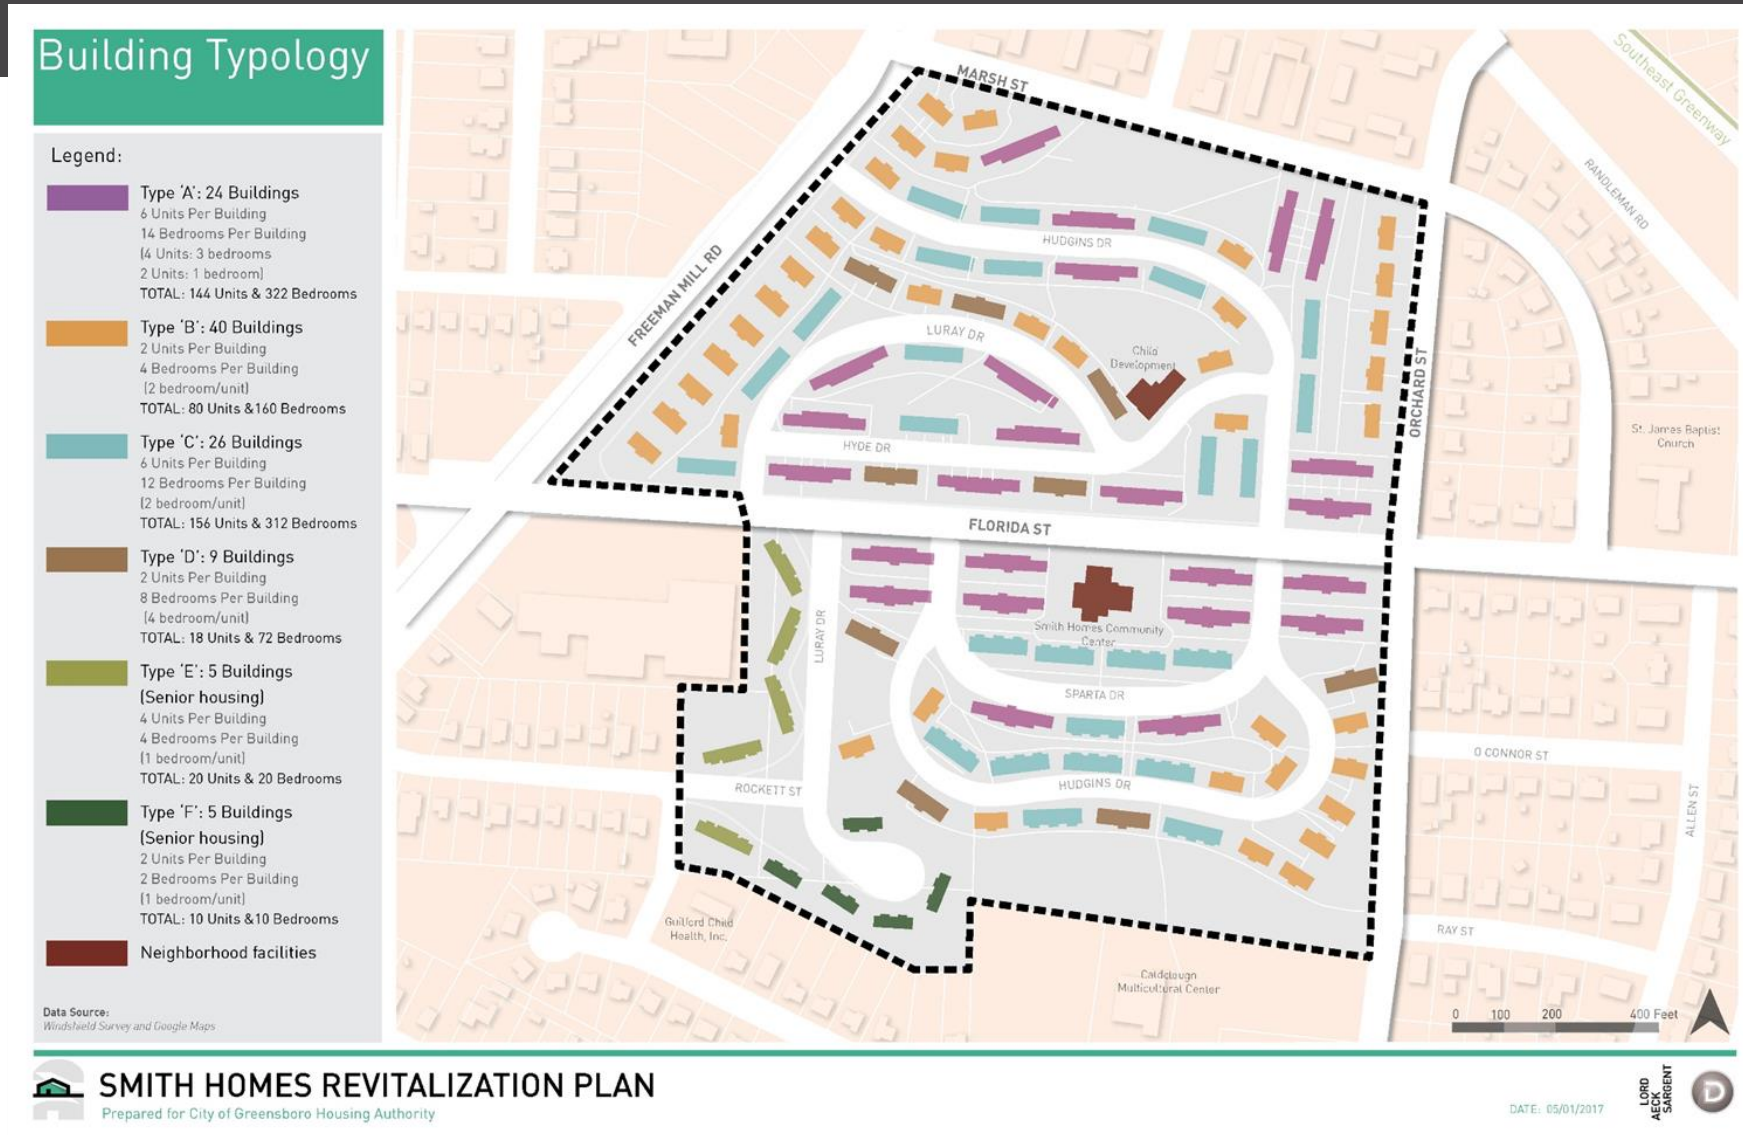 Building Typology
Legend:
Type 'A': 24 Buildings
6 Units Per Building
14 Bedrooms Per Building
(4 Units: 3 bedrooms
2 Units: 1 bedroom)
TOTAL: 144 Units & 322 Bedrooms
Type 'B': 40 Buildings
2 Units Per Building
4 Bedrooms Per Building
(2 bedroom/unit)
TOTAL: 80 Units &160 Bedrooms
Type 'C': 26 Buildings
6 Units Per Building
12 Bedrooms Per Building
(2 bedroom/unit)
TOTAL: 156 Units & 312 Bedrooms
Type 'D': 9 Buildings
2 Units Per Building
8 Bedrooms Per Building
(4 bedroom/unit)
TOTAL: 18 Units & 72 Bedrooms
Type 'E': 5 Buildings
(Senior housing)
4 Units Per Building
4 Bedrooms Per Building
(1 bedroom/unit)
TOTAL: 20 Units & 20 Bedrooms
Type 'F': 5 Buildings
(Senior housing)
2 Units Per Building
2 Bedrooms Per Building
(1 bedroom/unit)
TOTAL: 10 Units &10 Bedrooms
Neighborhood facilities
Data Source:
Windshield Survey and Google Maps
MARSH ST
Southeast Greenway
RANDLEMAN RD
FREEMAN MILL RD
HUDGINS DR
LURAY DR
Child
Development
ORCHARD ST
St. James Baptist
Church
HYDE DR
FLORIDA ST
LURAY DR
Smith Homes Community
Center
SPARTA DR
O CONNOR ST
ROCKETT ST
HUDGINS DR
ALLEN ST
Guilford Child
Health, Inc.
RAY ST
Caldcleugh
Multicultural Center
0 100 200 400 Feet
SMITH HOMES REVITALIZATION PLAN
Prepared for City of Greensboro Housing Authority
DATE: 05/01/2017
LORD
AECK
SARGENT
D